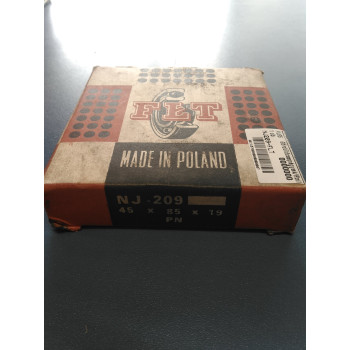 FŁT
MADE IN POLAND
NJ-209
45 x 85 x 19
PN